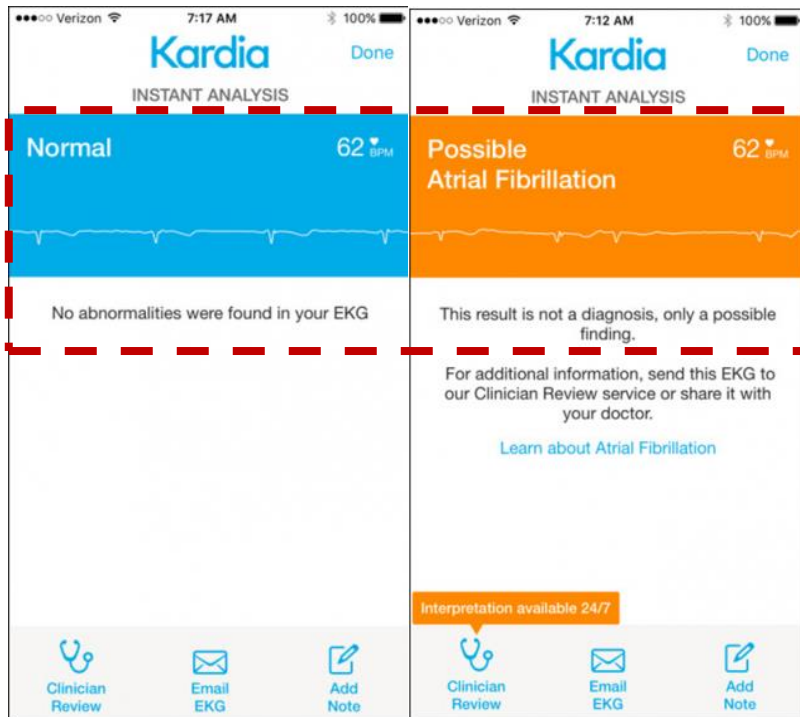 Verizon 7:17 AM 100%
Kardia Done
INSTANT ANALYSIS
Normal 62 BPM
No abnormalities were found in your EKG
Clinician Review
Email EKG
Add Note
Verizon 7:12 AM 100%
Kardia Done
INSTANT ANALYSIS
Possible 62 BPM
Atrial Fibrillation
This result is not a diagnosis, only a possible
finding.
For additional information, send this EKG to
our Clinician Review service or share it with
your doctor.
Learn about Atrial Fibrillation
Interpretation available 24/7
Clinician Review
Email EKG
Add Note